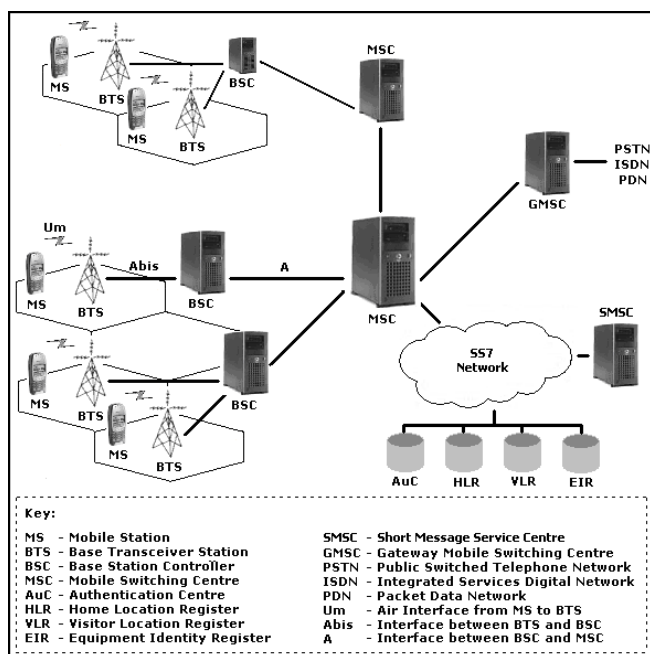 MSC
MS
BTS
BSC
MS
BTS
PSTN
ISDN
PDN
GMSC
Um
Abis
A
MS
BTS
BSC
MSC
SMSC
SS7
Network
MS
BTS
BSC
MS
BTS
AuC HLR VLR EIR
Key:
MS - Mobile Station
BTS - Base Transceiver Station
BSC - Base Station Controller
MSC - Mobile Switching Centre
AuC - Authentication Centre
HLR - Home Location Register
VLR - Visitor Location Register
EIR - Equipment Identity Register
SMSC - Short Message Service Centre
GMSC - Gateway Mobile Switching Centre
PSTN - Public Switched Telephone Network
ISDN - Integrated Services Digital Network
PDN - Packet Data Network
Um - Air Interface from MS to BTS
Abis - Interface between BTS and BSC
A - Interface between BSC and MSC